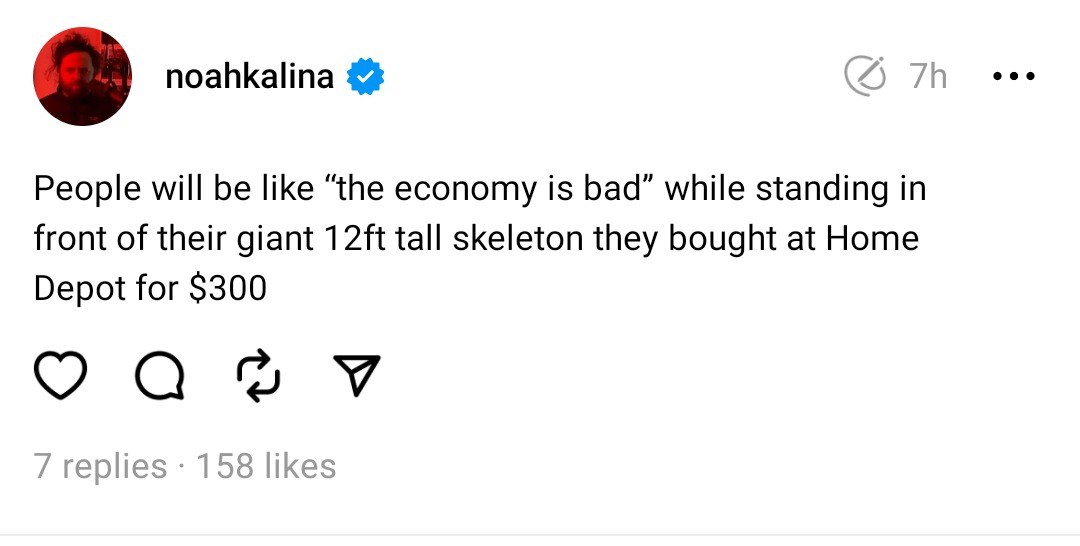 noahkalina
7h
People will be like “the economy is bad” while standing in
front of their giant 12ft tall skeleton they bought at Home
Depot for $300
7 replies · 158 likes